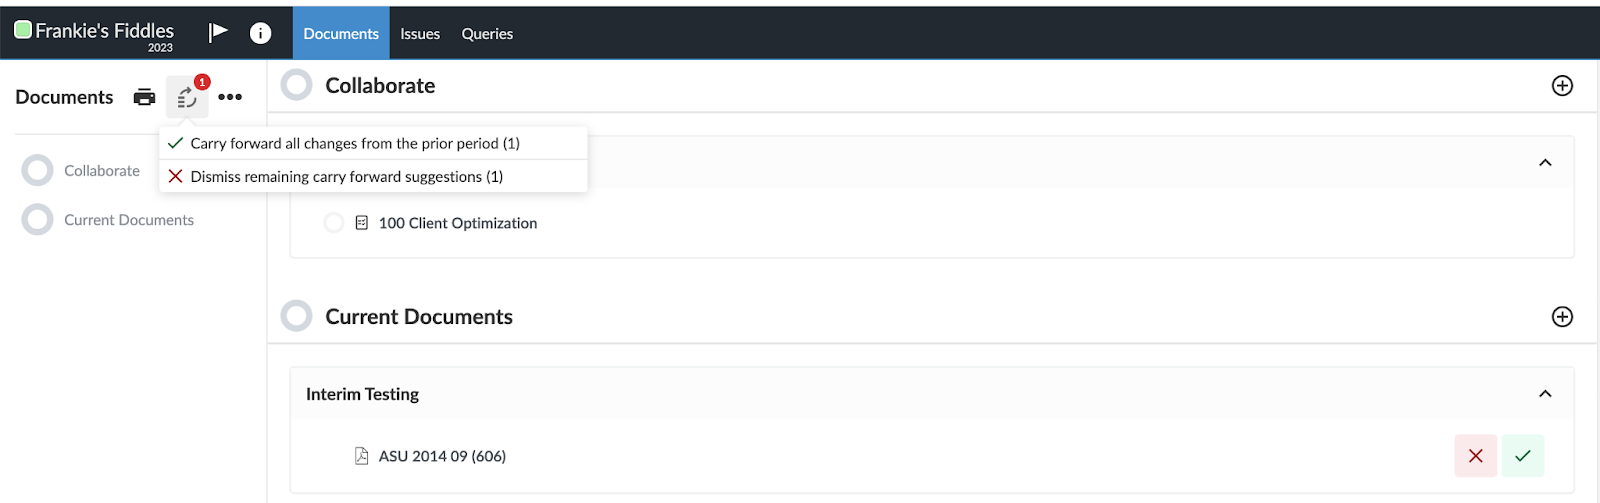 Frankie's Fiddles
2023
Documents
Issues
Queries
Documents
1
Carry forward all changes from the prior period (1)
Dismiss remaining carry forward suggestions (1)
Collaborate
Current Documents
Collaborate
100 Client Optimization
Current Documents
Interim Testing
ASU 2014 09 (606)